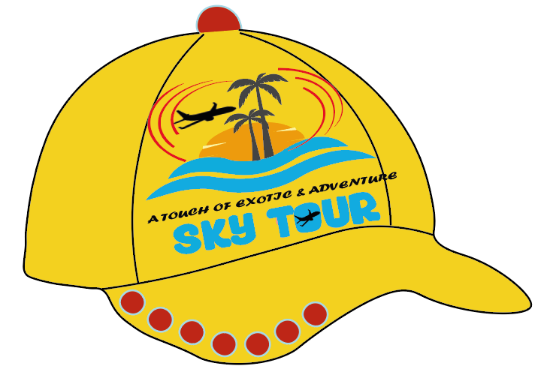 A TOUCH OF EXOTIC & ADVENTURE
SKY TOUR